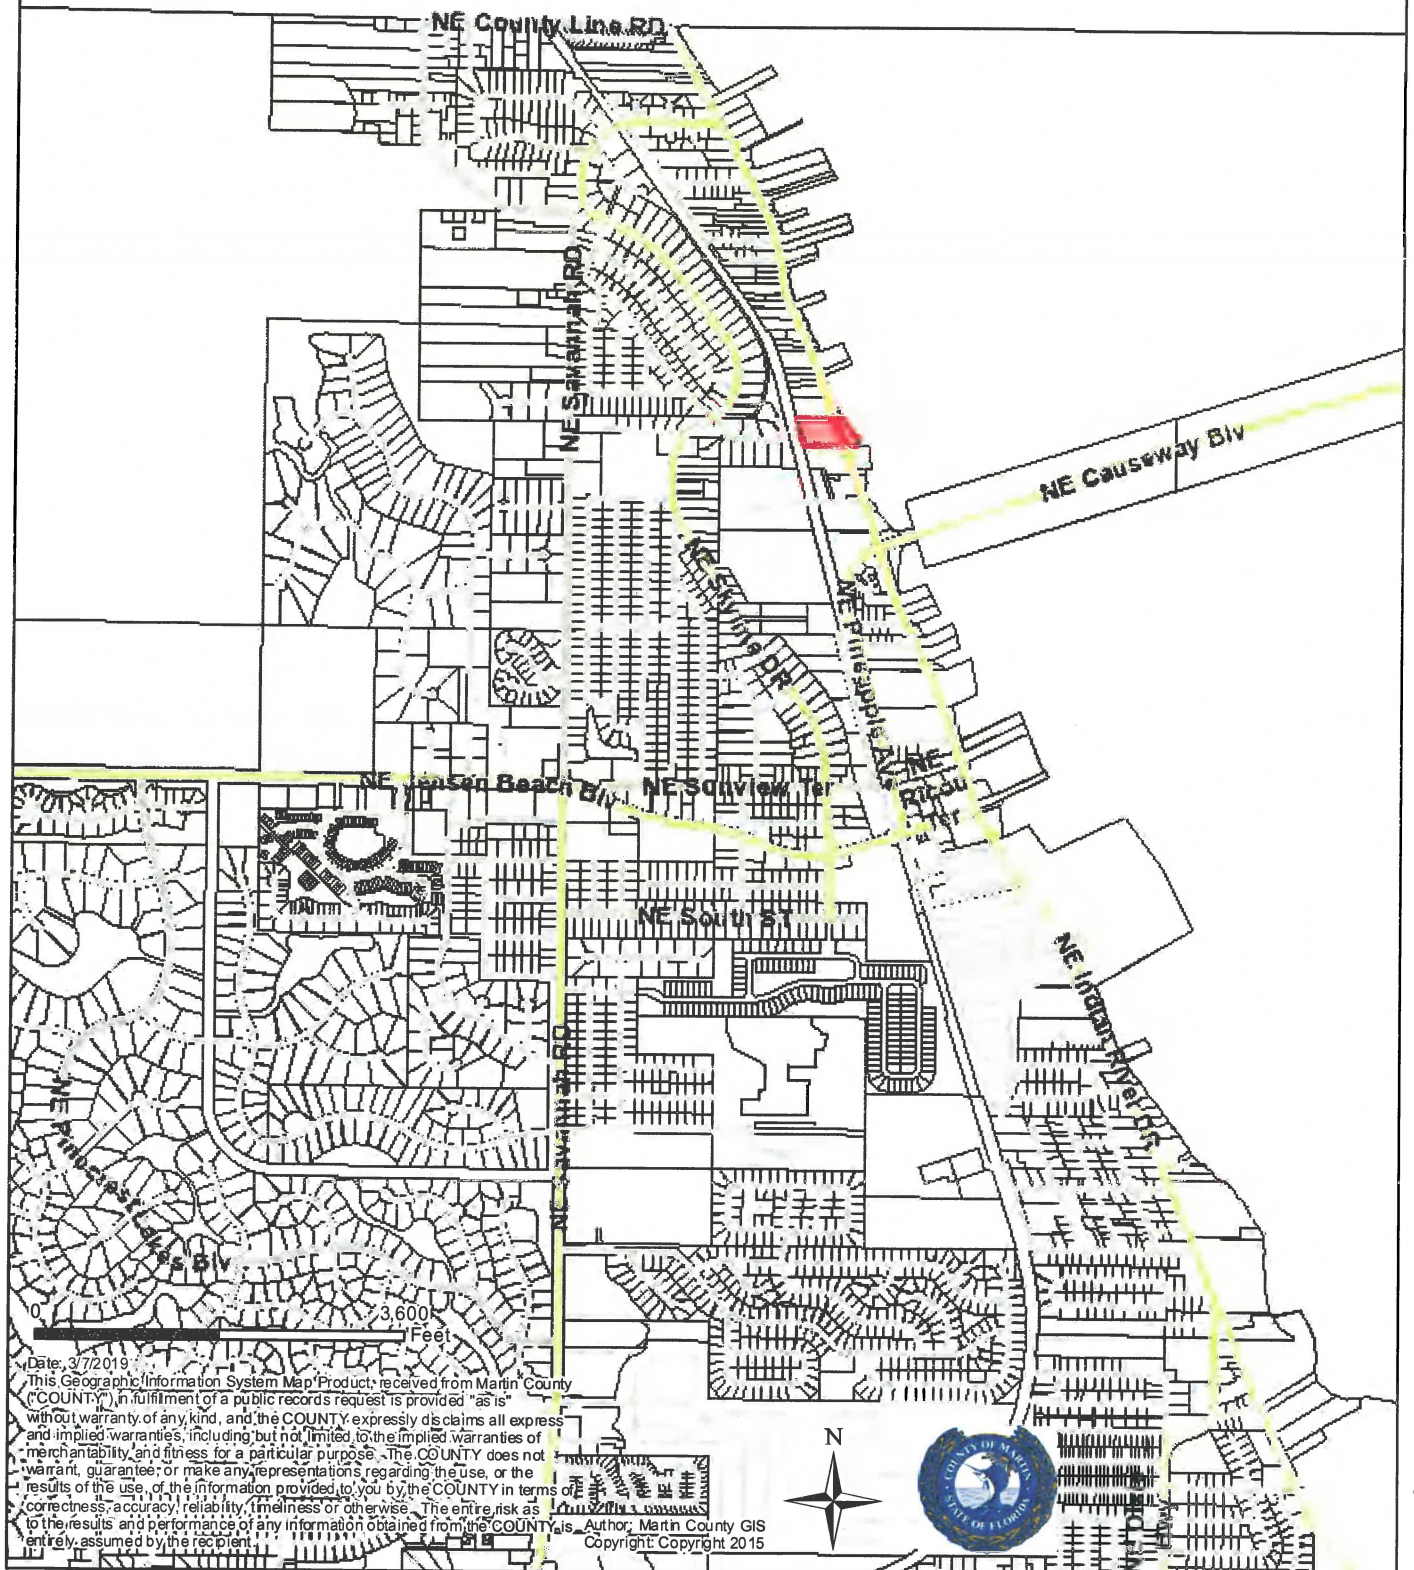 NE County Line RD
NE Savannah RD
NE Causeway Blv
NE Skyline DR
NE Pineapple AVE
NE Jensen Beach Blv
NE Sunview Ter
NE
Ricou
Ter
NE South ST
NE Indian River DR
NE Savannah RD
NE Pinecrest Lakes Blv
0
3,600
Feet
Date: 3/7/2019
This Geographic Information System Map Product, received from Martin County
("COUNTY") in fulfillment of a public records request is provided "as is"
without warranty of any kind, and the COUNTY expressly disclaims all express
and implied warranties, including but not limited to the implied warranties of
merchantability and fitness for a particular purpose. The COUNTY does not
warrant, guarantee, or make any representations regarding the use, or the
results of the use, of the information provided to you by the COUNTY in terms of
correctness, accuracy, reliability, timeliness or otherwise. The entire risk as
to the results and performance of any information obtained from the COUNTY is
entirely assumed by the recipient.
Author: Martin County GIS
Copyright: Copyright 2015
N
COUNTY OF MARTIN
STATE OF FLORIDA